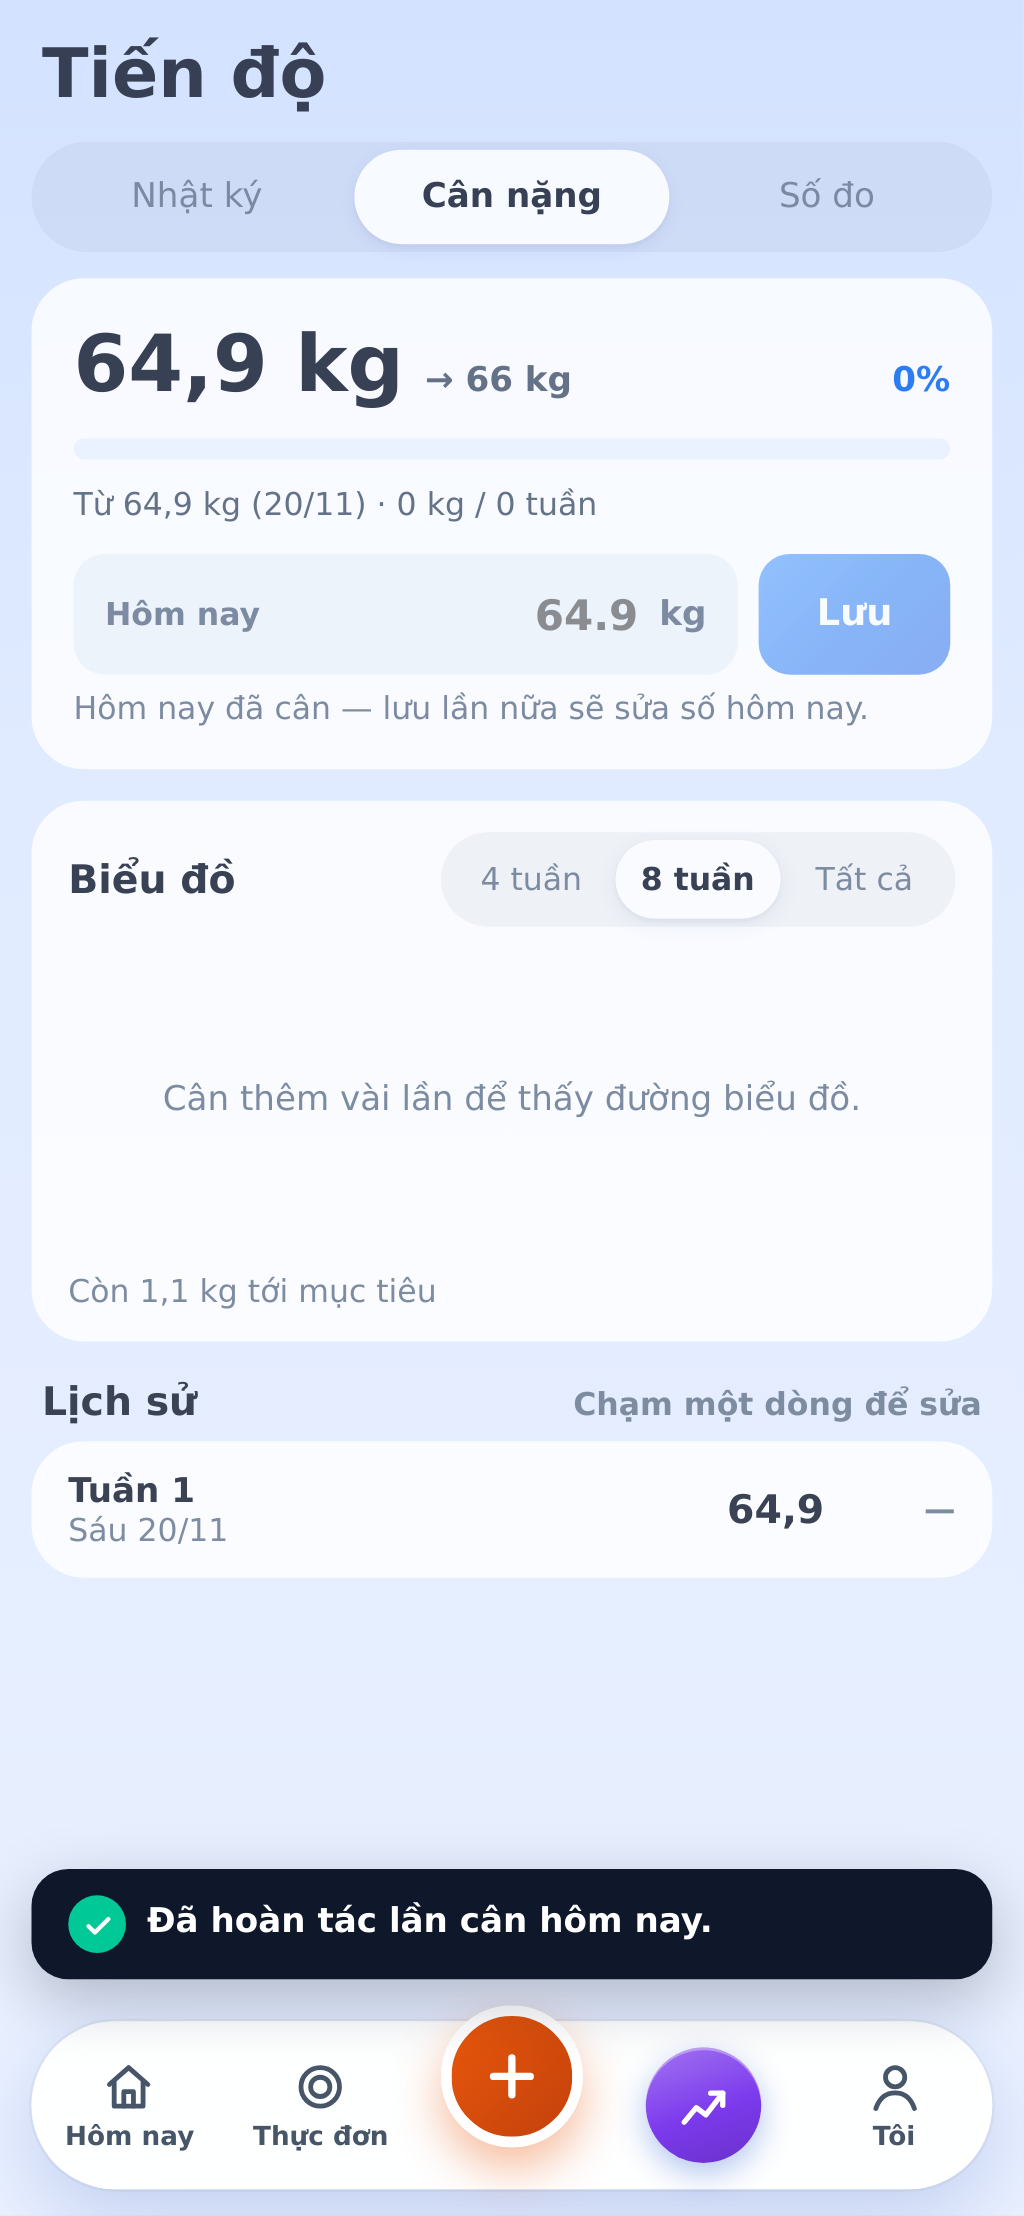 Tiến độ
Nhật ký
Cân nặng
Số đo
64,9 kg → 66 kg
0%
Từ 64,9 kg (20/11) · 0 kg / 0 tuần
Hôm nay
64.9 kg
Lưu
Hôm nay đã cân — lưu lần nữa sẽ sửa số hôm nay.
Biểu đồ
4 tuần
8 tuần
Tất cả
Cân thêm vài lần để thấy đường biểu đồ.
Còn 1,1 kg tới mục tiêu
Lịch sử
Chạm một dòng để sửa
Tuần 1
Sáu 20/11
64,9
—
Đã hoàn tác lần cân hôm nay.
Hôm nay
Thực đơn
Tôi